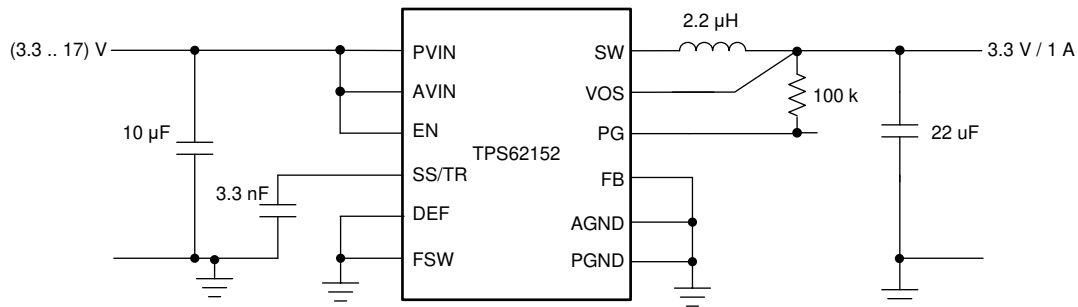 2.2 µH
(3.3 .. 17) V
PVIN
SW
3.3 V / 1 A
AVIN
VOS
100 k
10 µF
EN
PG
22 uF
TPS62152
SS/TR
FB
3.3 nF
DEF
AGND
FSW
PGND